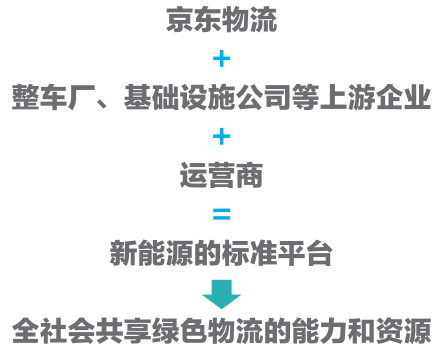 京东物流
+
整车厂、基础设施公司等上游企业
+
运营商
=
新能源的标准平台
全社会共享绿色物流的能力和资源